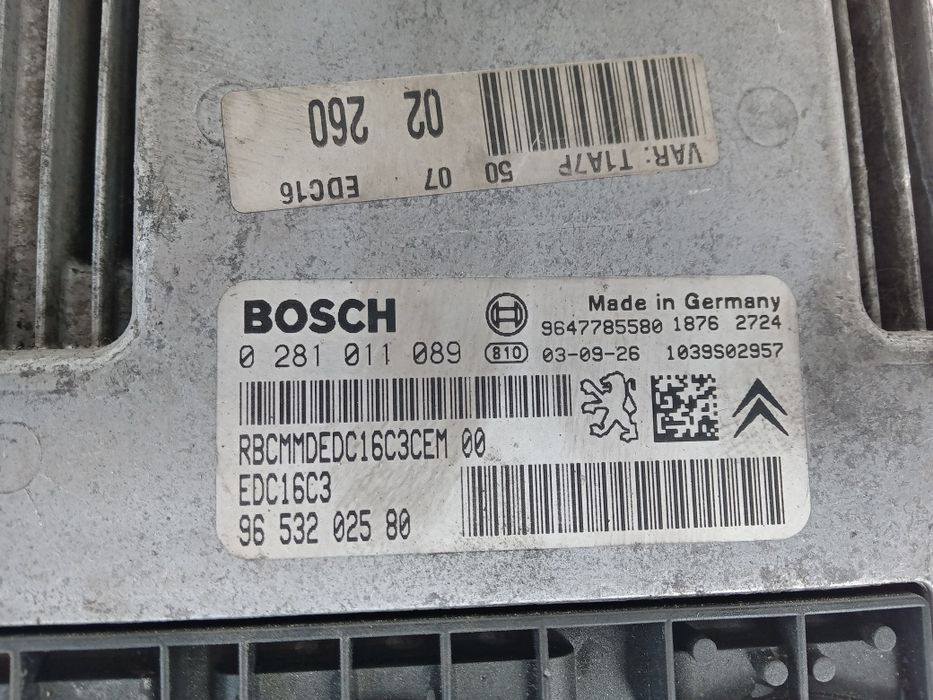 VAR: T1A7P 50 07 EDC16
02 260
BOSCH
Made in Germany
9647785580 1876 2724
0 281 011 089 810 03-09-26 1039S02957
RBCMMDEDC16C3CEM 00
EDC16C3
96 532 025 80